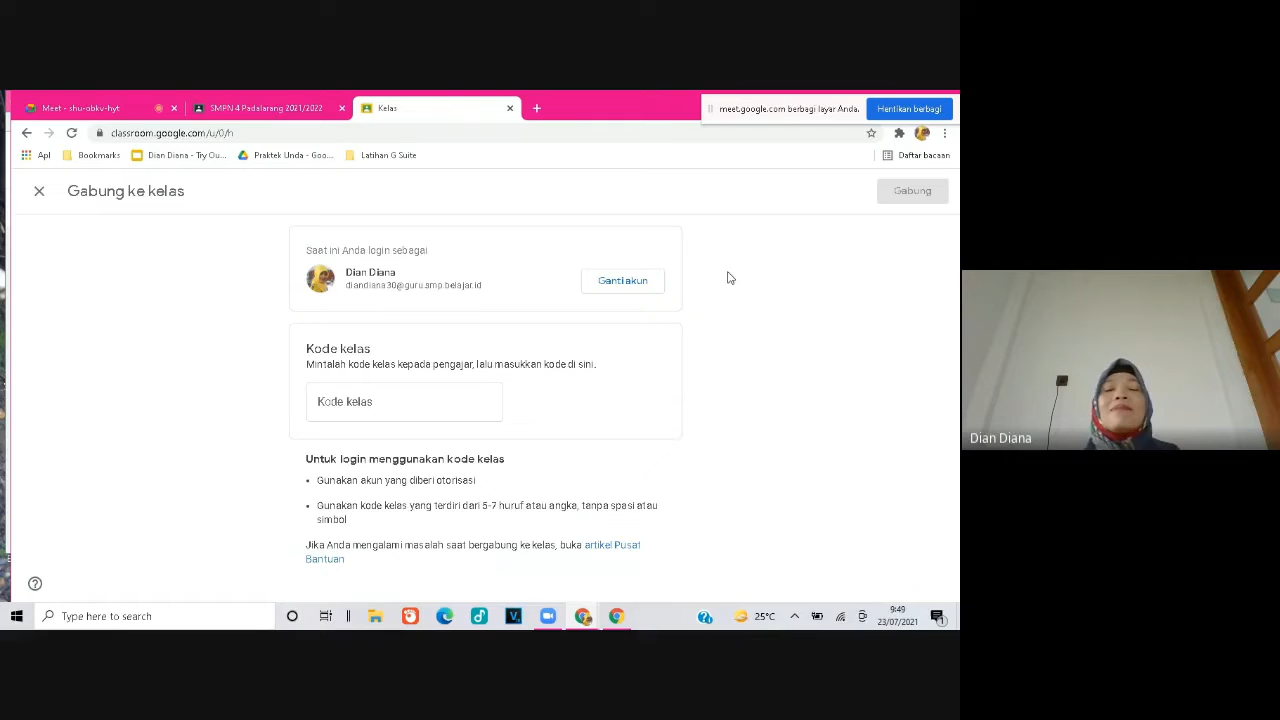 Meet - shu-obkv-hyt
SMPN 4 Padalarang 2021/2022
Kelas
meet.google.com berbagi layar Anda.
Hentikan berbagi
classroom.google.com/u/0/h
Apl
Bookmarks
Dian Diana - Try Ou...
Praktek Unda - Goo...
Latihan G Suite
Daftar bacaan
Gabung ke kelas
Gabung
Saat ini Anda login sebagai
Dian Diana
diandiana30@guru.smp.belajar.id
Ganti akun
Kode kelas
Mintalah kode kelas kepada pengajar, lalu masukkan kode di sini.
Kode kelas
Untuk login menggunakan kode kelas
• Gunakan akun yang diberi otorisasi
• Gunakan kode kelas yang terdiri dari 5-7 huruf atau angka, tanpa spasi atau
simbol
Jika Anda mengalami masalah saat bergabung ke kelas, buka artikel Pusat
Bantuan
Dian Diana
Type here to search
25°C
9:49
23/07/2021